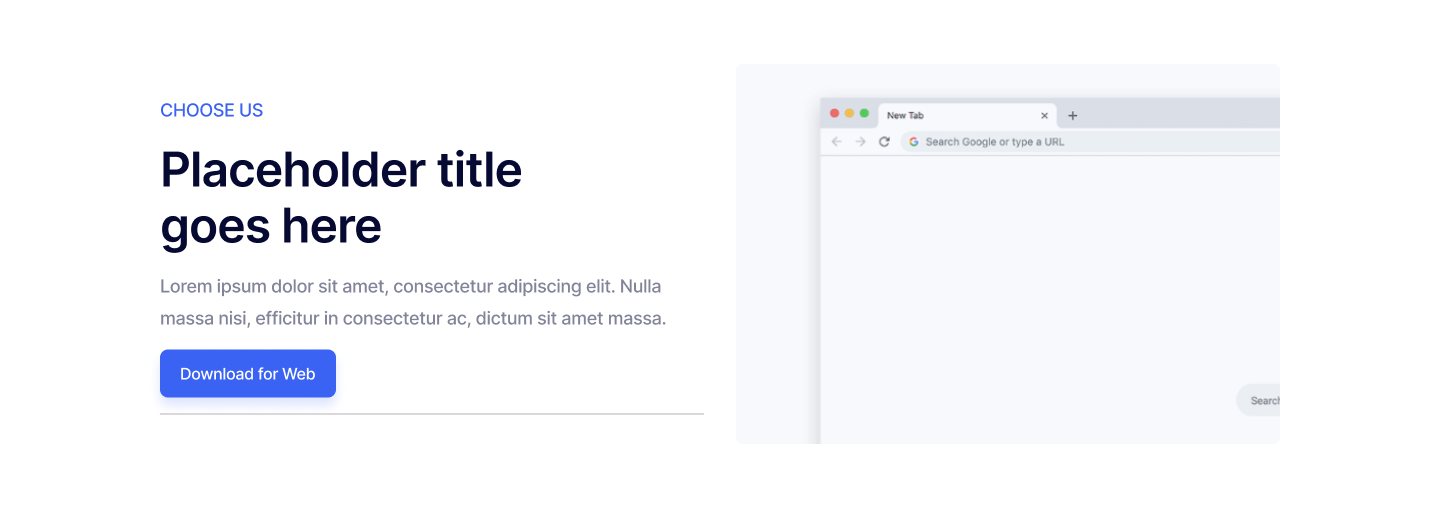 CHOOSE US
Placeholder title
goes here
Lorem ipsum dolor sit amet, consectetur adipiscing elit. Nulla
massa nisi, efficitur in consectetur ac, dictum sit amet massa.
Download for Web
New Tab
Search Google or type a URL
Search